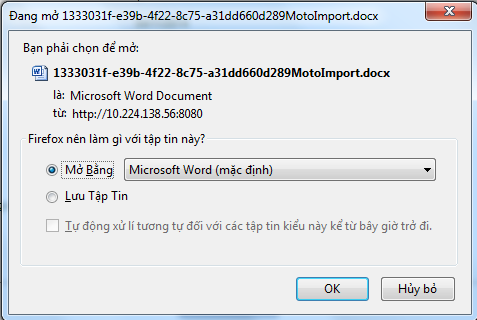 Đang mở 1333031f-e39b-4f22-8c75-a31dd660d289MotoImport.docx
Bạn phải chọn để mở:
1333031f-e39b-4f22-8c75-a31dd660d289MotoImport.docx
là: Microsoft Word Document
từ: http://10.224.138.56:8080
Firefox nên làm gì với tập tin này?
Mở Bằng Microsoft Word (mặc định)
Lưu Tập Tin
Tự động xử lí tương tự đối với các tập tin kiểu này kể từ bây giờ trở đi.
OK Hủy bỏ